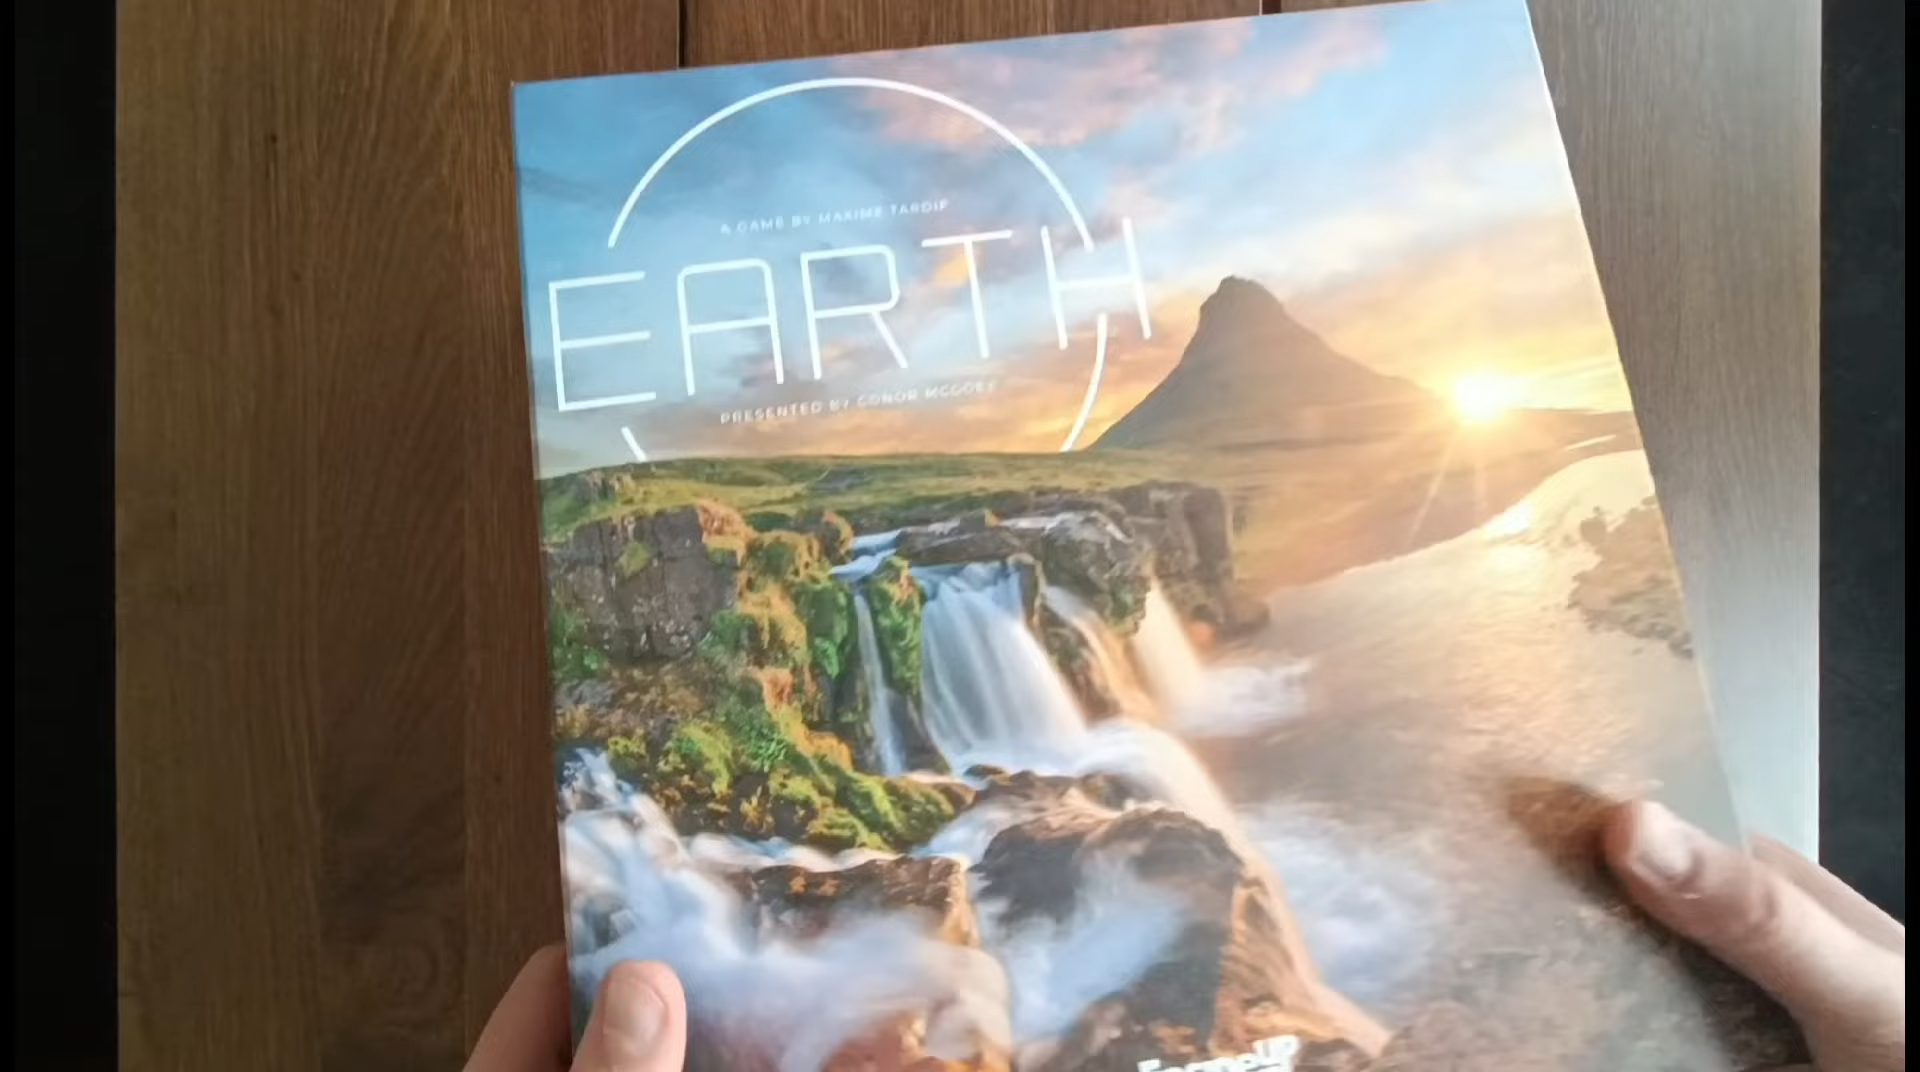 A GAME BY MAXIME TARDIF
EARTH
PRESENTED BY CONOR MCGOEY